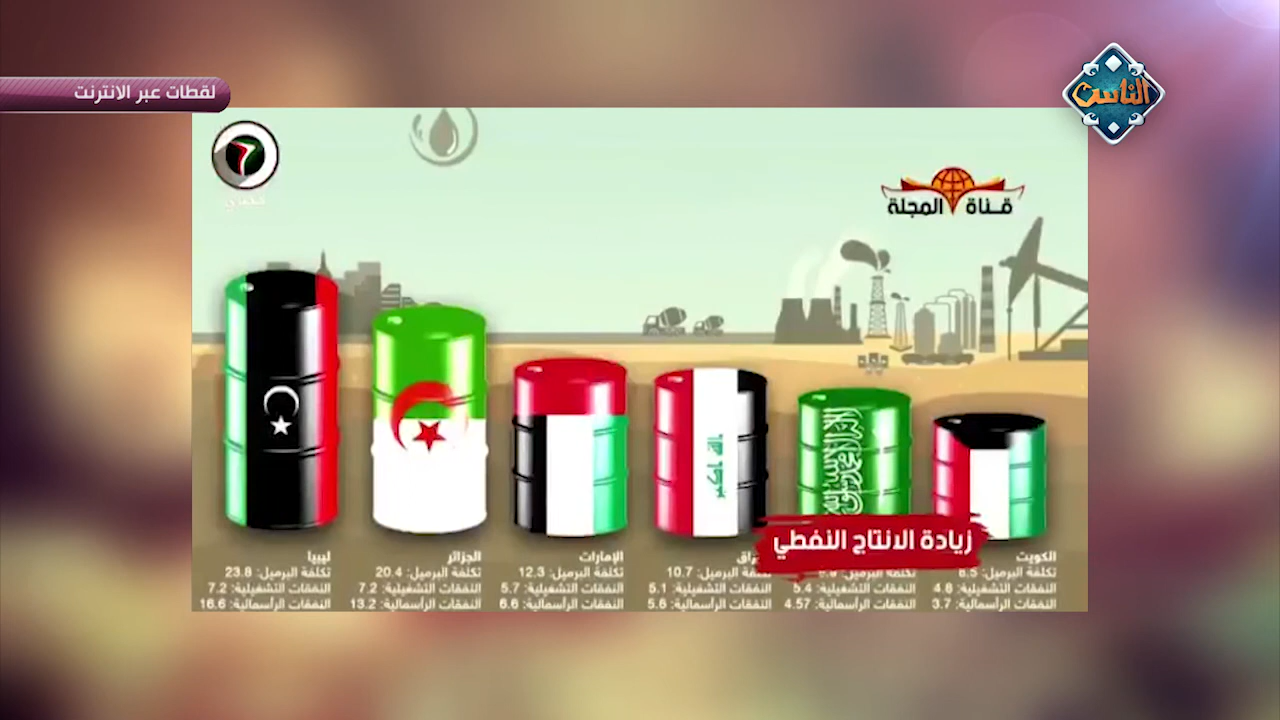 لقطات عبر الانترنت
الناس
قناة المجلة
الله اكبر
زيادة الانتاج النفطي
الكويت
تكلفة البرميل: 8.5
النفقات التشغيلية: 4.8
النفقات الرأسمالية: 3.7
تكلفة البرميل:
النفقات التشغيلية: 5.4
النفقات الرأسمالية: 4.57
تكلفة البرميل: 10.7
النفقات التشغيلية: 5.1
النفقات الرأسمالية: 5.6
الإمارات
تكلفة البرميل: 12.3
النفقات التشغيلية: 5.7
النفقات الرأسمالية: 6.6
الجزائر
تكلفة البرميل: 20.4
النفقات التشغيلية: 7.2
النفقات الرأسمالية: 13.2
ليبيا
تكلفة البرميل: 23.8
النفقات التشغيلية: 7.2
النفقات الرأسمالية: 16.6